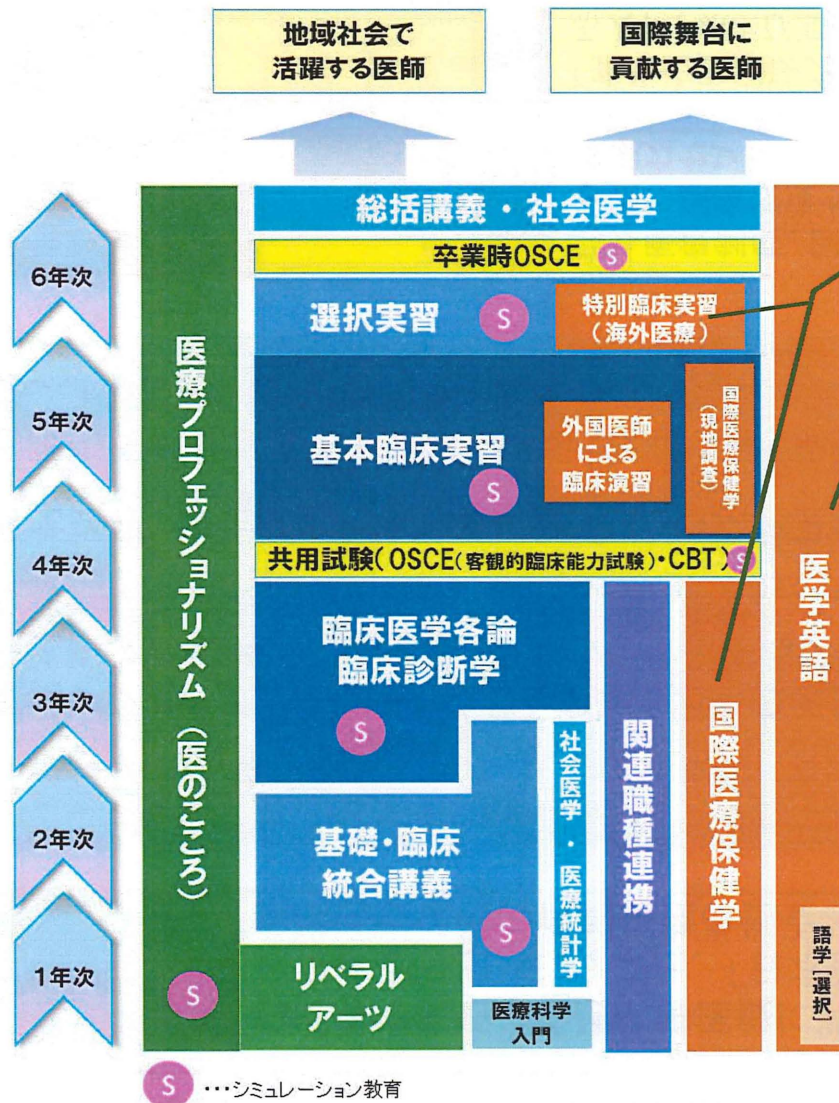 地域社会で
活躍する医師
国際舞台に
貢献する医師
6年次
5年次
4年次
3年次
2年次
1年次
医療プロフェッショナリズム（医のこころ）
S
総括講義・社会医学
卒業時OSCE S
選択実習 S
特別臨床実習
（海外医療）
基本臨床実習
S
外国医師
による
臨床演習
国際医療保健学
（現地調査）
共用試験（OSCE（客観的臨床能力試験）・CBT） S
臨床医学各論
臨床診断学
S
基礎・臨床
統合講義
S
社会医学・医療統計学
関連職種連携
国際医療保健学
リベラル
アーツ
医療科学
入門
医学英語
語学［選択］
S ･･･シミュレーション教育